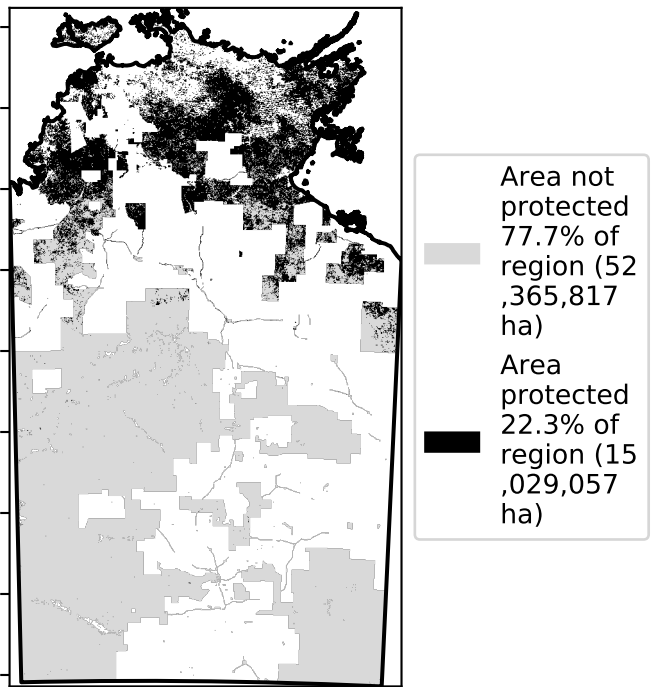 Area not
protected
77.7% of
region (52
,365,817
ha)
Area
protected
22.3% of
region (15
,029,057
ha)